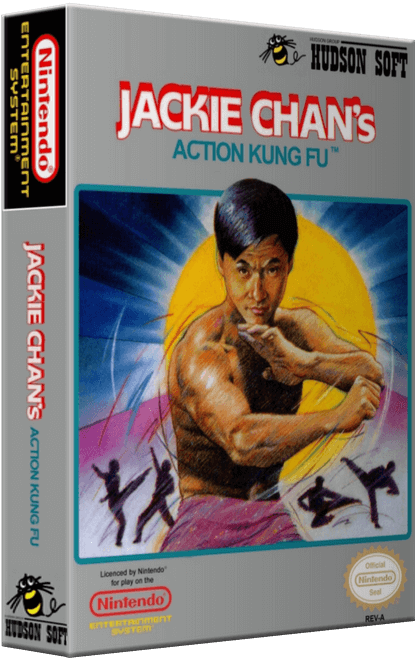 Nintendo®
ENTERTAINMENT
SYSTEM®
JACKIE CHAN's
ACTION KUNG FU
HUDSON SOFT
HUDSON SOFT
JACKIE CHAN's
ACTION KUNG FU™
Licenced by Nintendo®
for play on the
Nintendo®
ENTERTAINMENT
SYSTEM
Official
Nintendo
Seal
REV-A